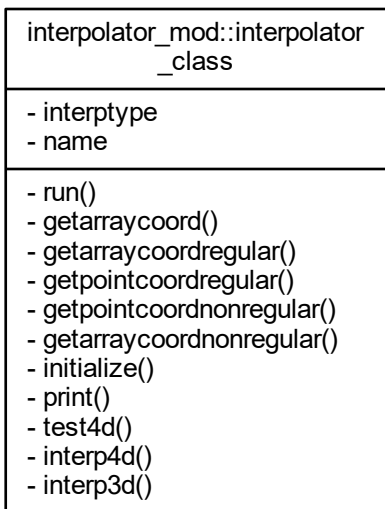 interpolator_mod::interpolator
_class
- interptype
- name
- run()
- getarraycoord()
- getarraycoordregular()
- getpointcoordregular()
- getpointcoordnonregular()
- getarraycoordnonregular()
- initialize()
- print()
- test4d()
- interp4d()
- interp3d()